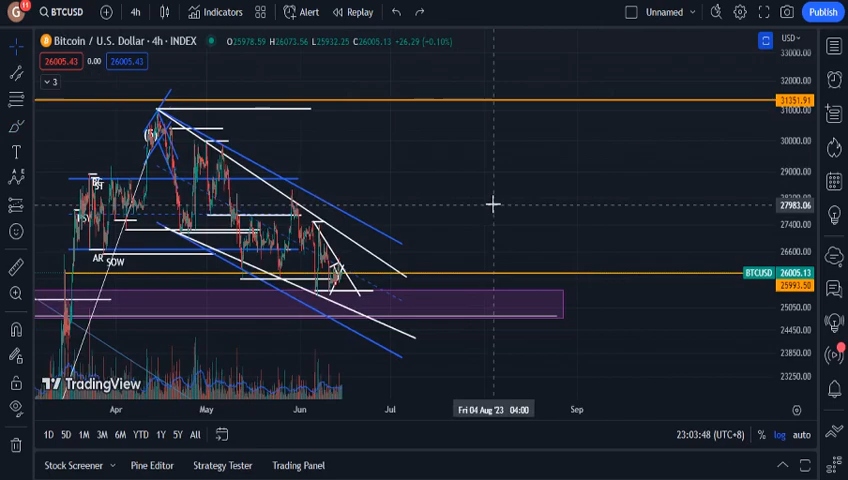 G
11
BTCUSD
4h
Indicators
Alert
Replay
Unnamed
Publish
Bitcoin / U.S. Dollar · 4h · INDEX
O25978.59 H26073.56 L25932.25 C26005.13 +26.29 (+0.10%)
USD
26005.43
0.00
26005.43
3
33000.00
32000.00
31351.91
31000.00
30000.00
29000.00
27983.06
27400.00
26600.00
BTCUSD
26005.13
25993.50
25050.00
24450.00
23850.00
23250.00
ST
AR
SOW
TradingView
Apr
May
Jun
Jul
Fri 04 Aug '23 04:00
Sep
1D
5D
1M
3M
6M
YTD
1Y
5Y
All
23:03:48 (UTC+8)
%
log
auto
Stock Screener
Pine Editor
Strategy Tester
Trading Panel